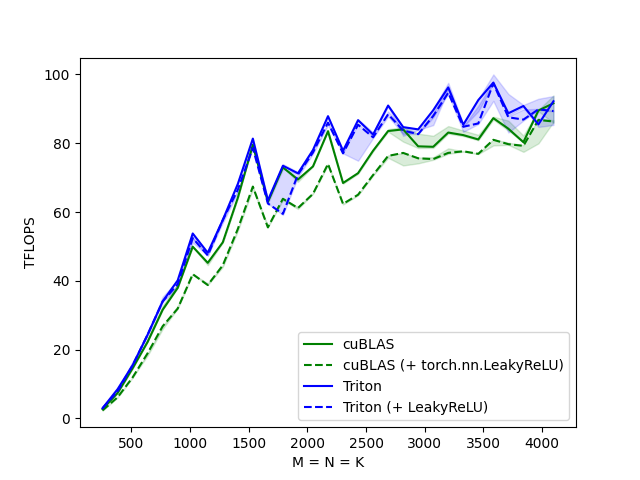 100
80
60
40
20
0
TFLOPS
cuBLAS
cuBLAS (+ torch.nn.LeakyReLU)
Triton
Triton (+ LeakyReLU)
500 1000 1500 2000 2500 3000 3500 4000
M = N = K